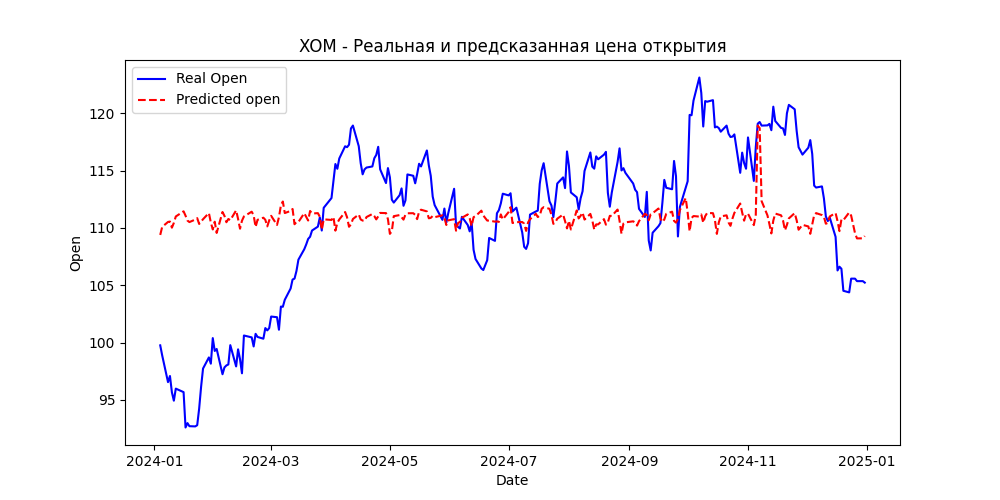 XOM - Реальная и предсказанная цена открытия
Real Open
Predicted open
120
115
110
105
100
95
Open
2024-01
2024-03
2024-05
2024-07
2024-09
2024-11
2025-01
Date